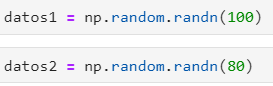 datos1 = np.random.randn(100)
datos2 = np.random.randn(80)